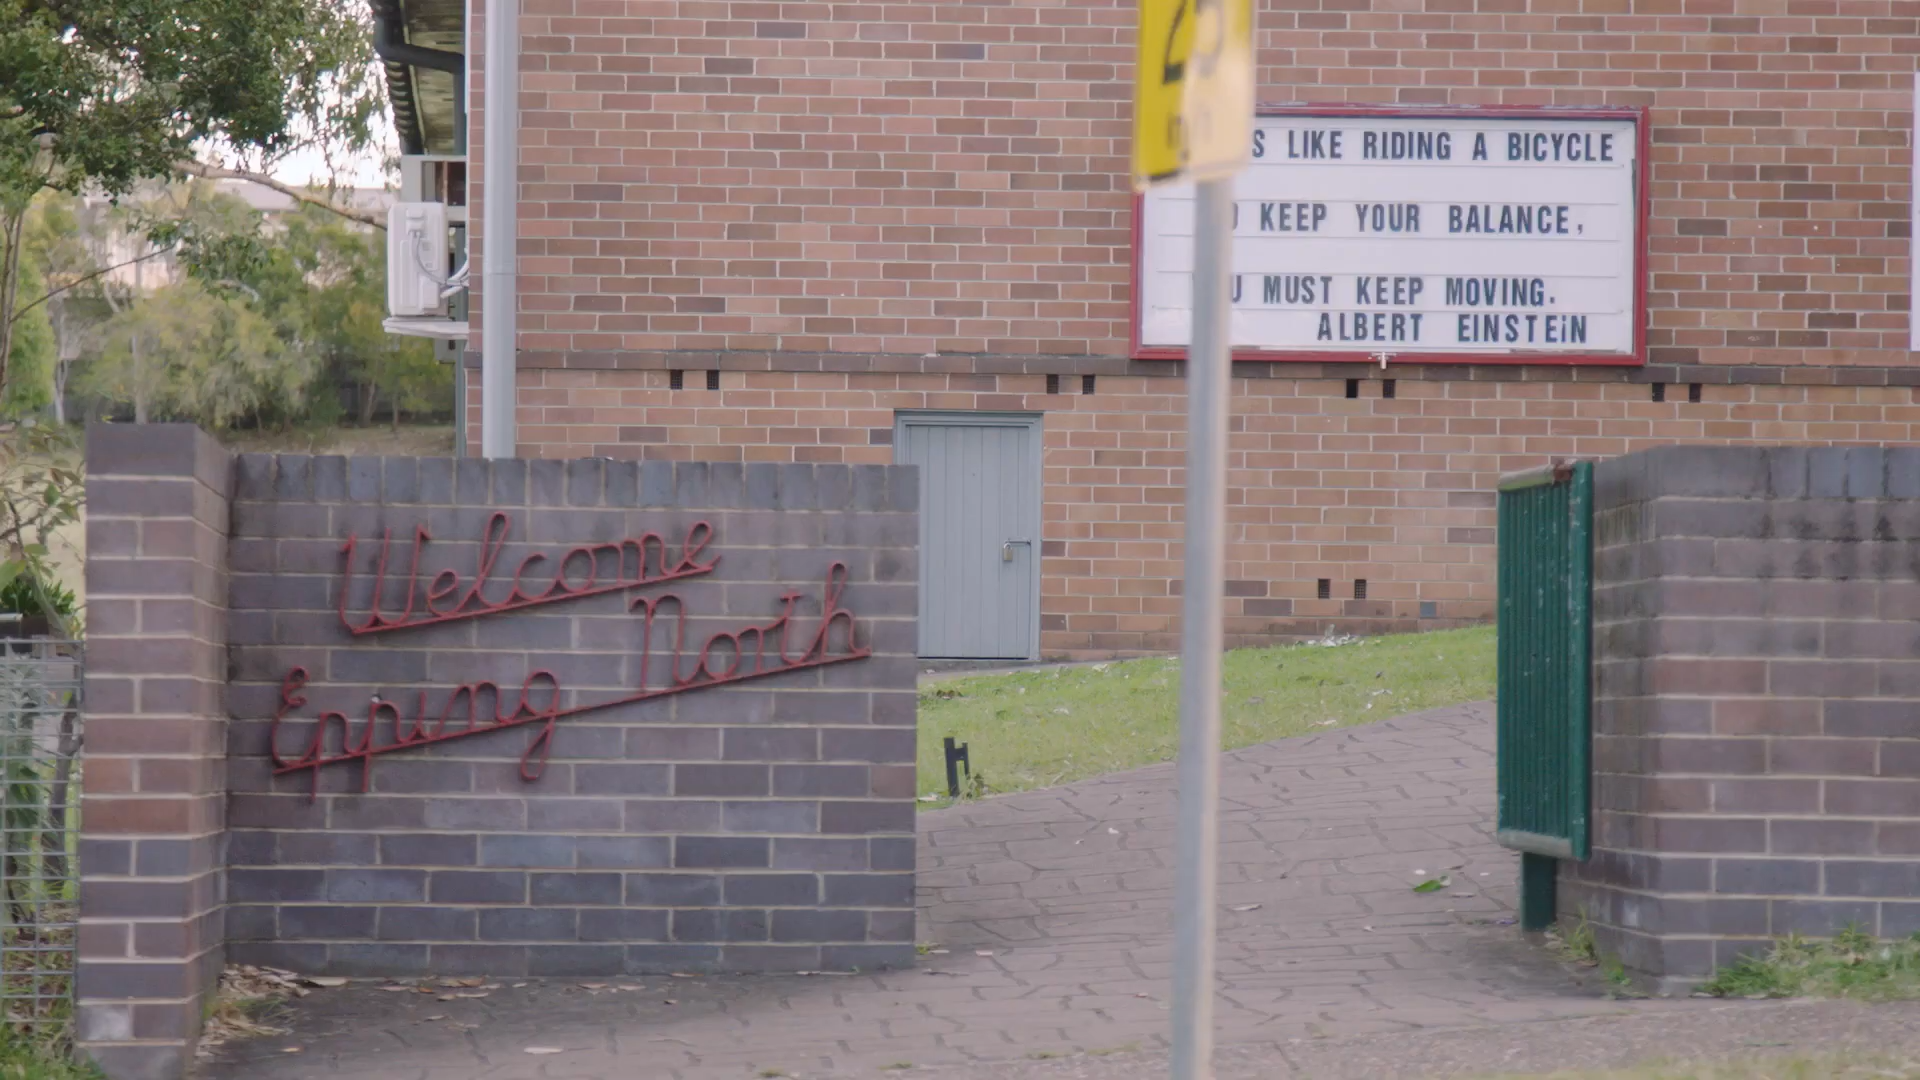 S LIKE RIDING A BICYCLE
KEEP YOUR BALANCE,
MUST KEEP MOVING.
ALBERT EINSTEiN
Welcome
Epping North